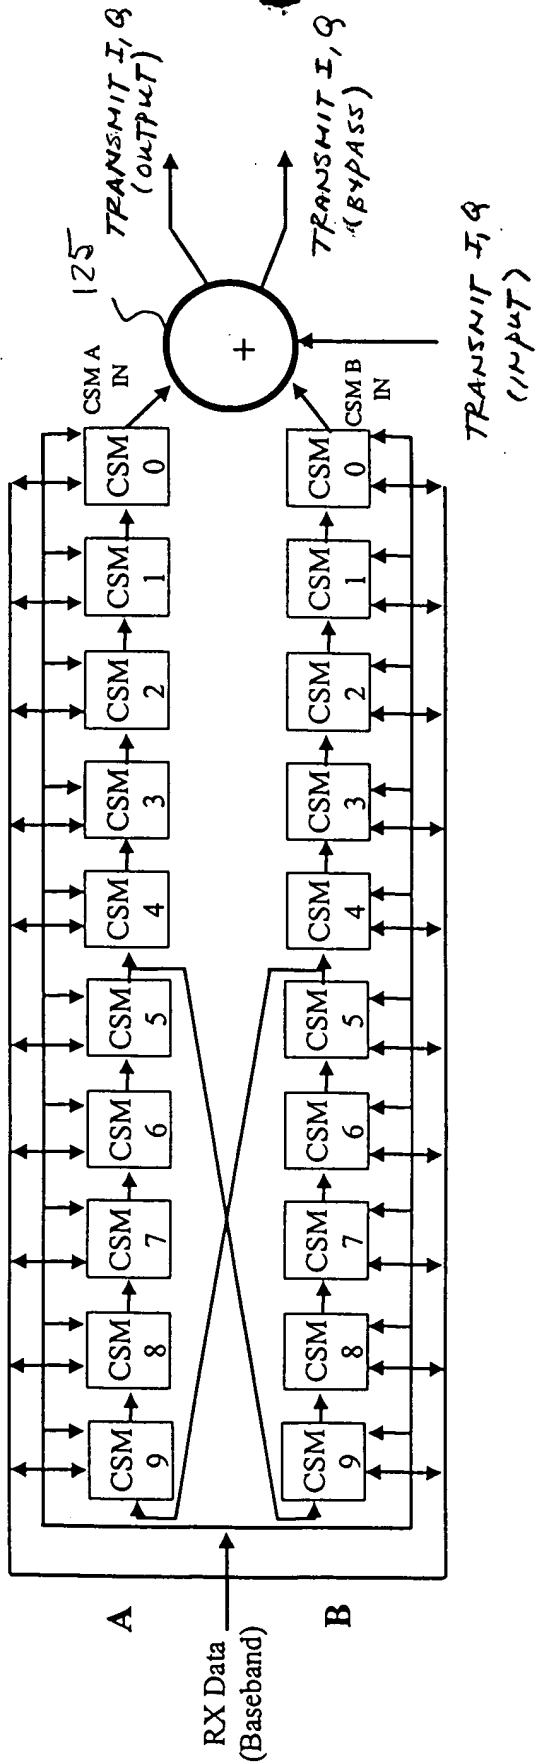 TRANSMIT I, Q
(OUTPUT)
TRANSMIT I, Q
(BYPASS)
125
+
TRANSMIT I, Q
(INPUT)
CSM A
IN
CSM B
IN
A
CSM
9
CSM
8
CSM
7
CSM
6
CSM
5
CSM
4
CSM
3
CSM
2
CSM
1
CSM
0
B
CSM
9
CSM
8
CSM
7
CSM
6
CSM
5
CSM
4
CSM
3
CSM
2
CSM
1
CSM
0
RX Data
(Baseband)